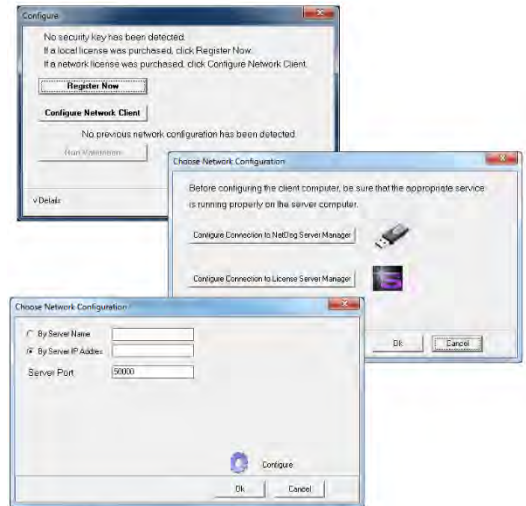 Configure
No security key has been detected.
If a local license was purchased, click Register Now.
If a network license was purchased, click Configure Network Client.
Register Now
Configure Network Client
No previous network configuration has been detected
Details
Choose Network Configuration
Before configuring the client computer, be sure that the appropriate service
is running properly on the server computer.
Configure Connection to NetDog Server Manager
Configure Connection to License Server Manager
Ok
Cancel
Choose Network Configuration
By Server Name
By Server IP Addres
Server Port
50000
Configure
Ok
Cancel